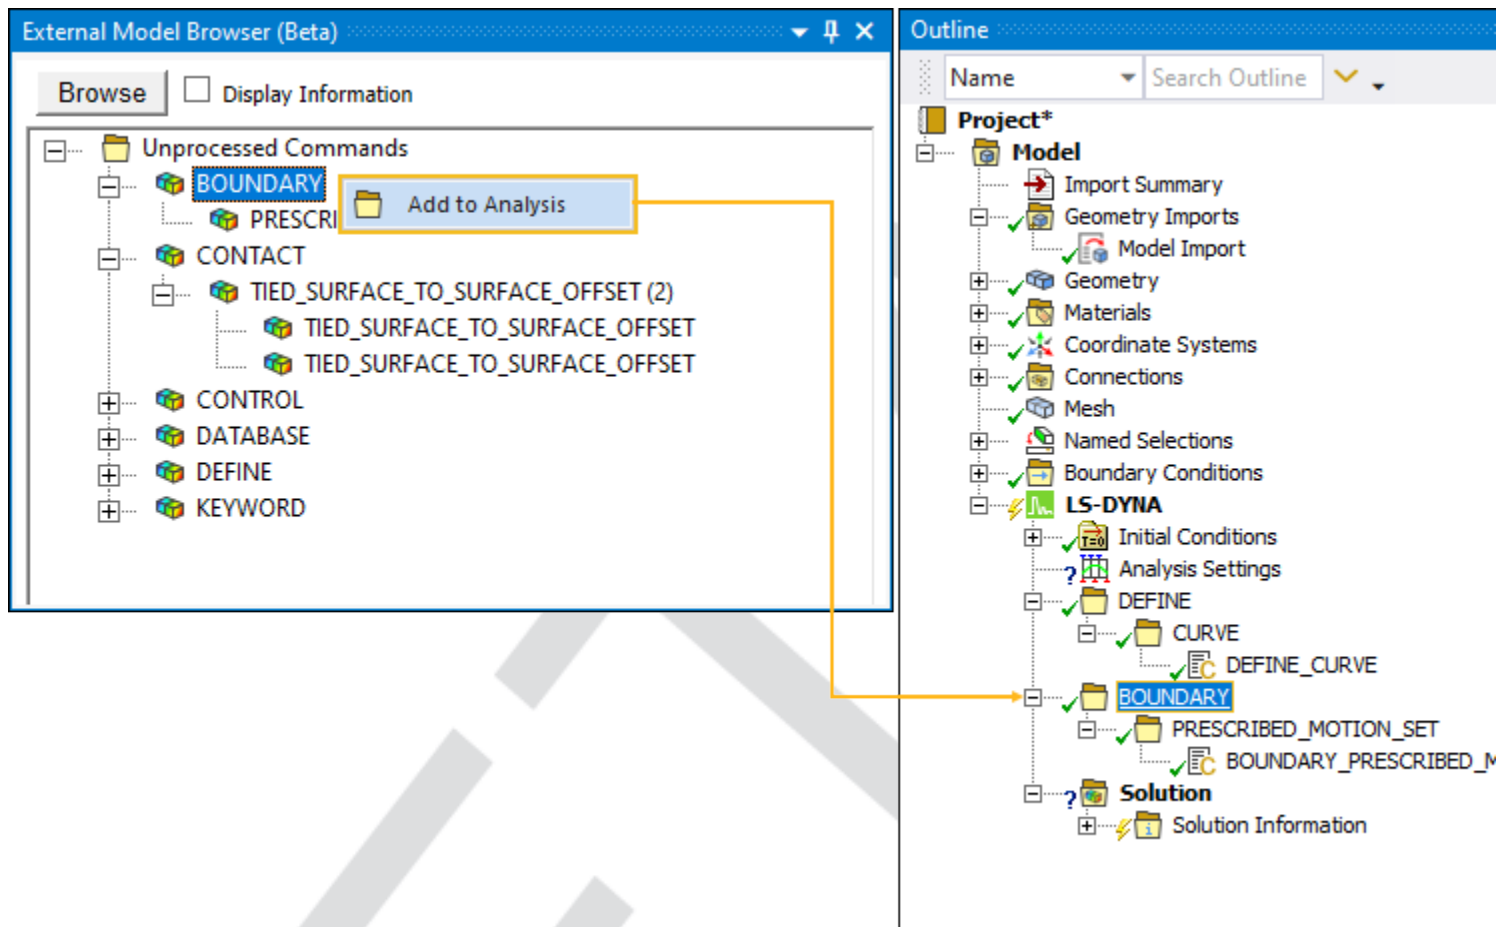 External Model Browser (Beta)
Browse
Display Information
Unprocessed Commands
BOUNDARY
Add to Analysis
PRESCRI
CONTACT
TIED_SURFACE_TO_SURFACE_OFFSET (2)
TIED_SURFACE_TO_SURFACE_OFFSET
TIED_SURFACE_TO_SURFACE_OFFSET
CONTROL
DATABASE
DEFINE
KEYWORD
Outline
Name
Search Outline
Project*
Model
Import Summary
Geometry Imports
Model Import
Geometry
Materials
Coordinate Systems
Connections
Mesh
Named Selections
Boundary Conditions
LS-DYNA
Initial Conditions
Analysis Settings
DEFINE
CURVE
DEFINE_CURVE
BOUNDARY
PRESCRIBED_MOTION_SET
BOUNDARY_PRESCRIBED_M
Solution
Solution Information